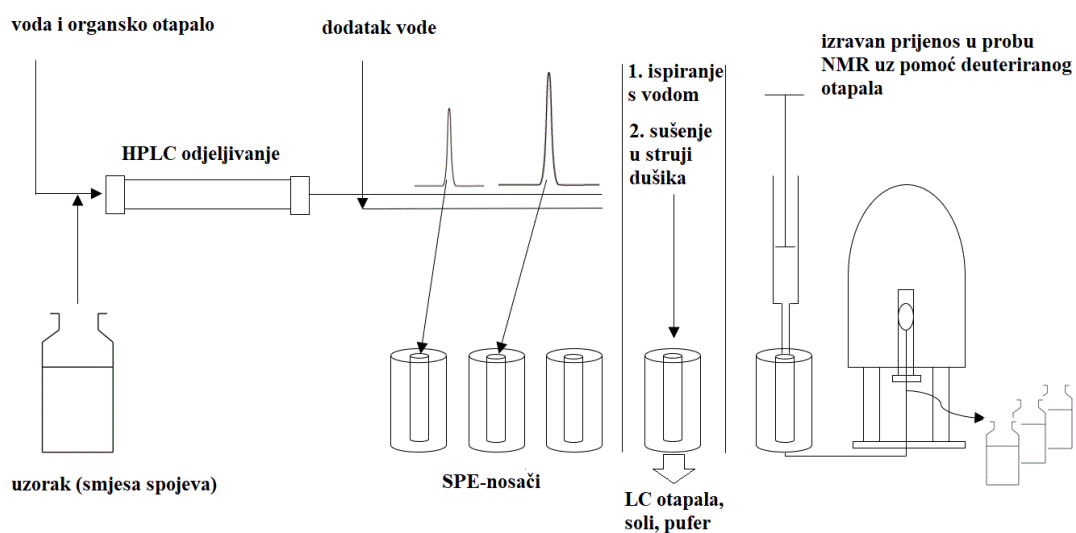 voda i organsko otapalo
dodatak vode
izravan prijenos u probu
NMR uz pomoć deuteriranog
otapala
1. ispiranje
s vodom
2. sušenje
u struji
dušika
HPLC odjeljivanje
uzorak (smjesa spojeva)
SPE-nosači
LC otapala,
soli, pufer